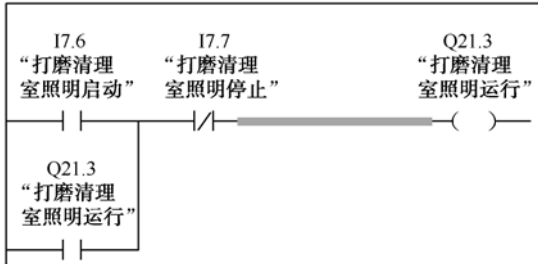 I7.6
“打磨清理
室照明启动”
I7.7
“打磨清理
室照明停止”
Q21.3
“打磨清理
室照明运行”
Q21.3
“打磨清理
室照明运行”